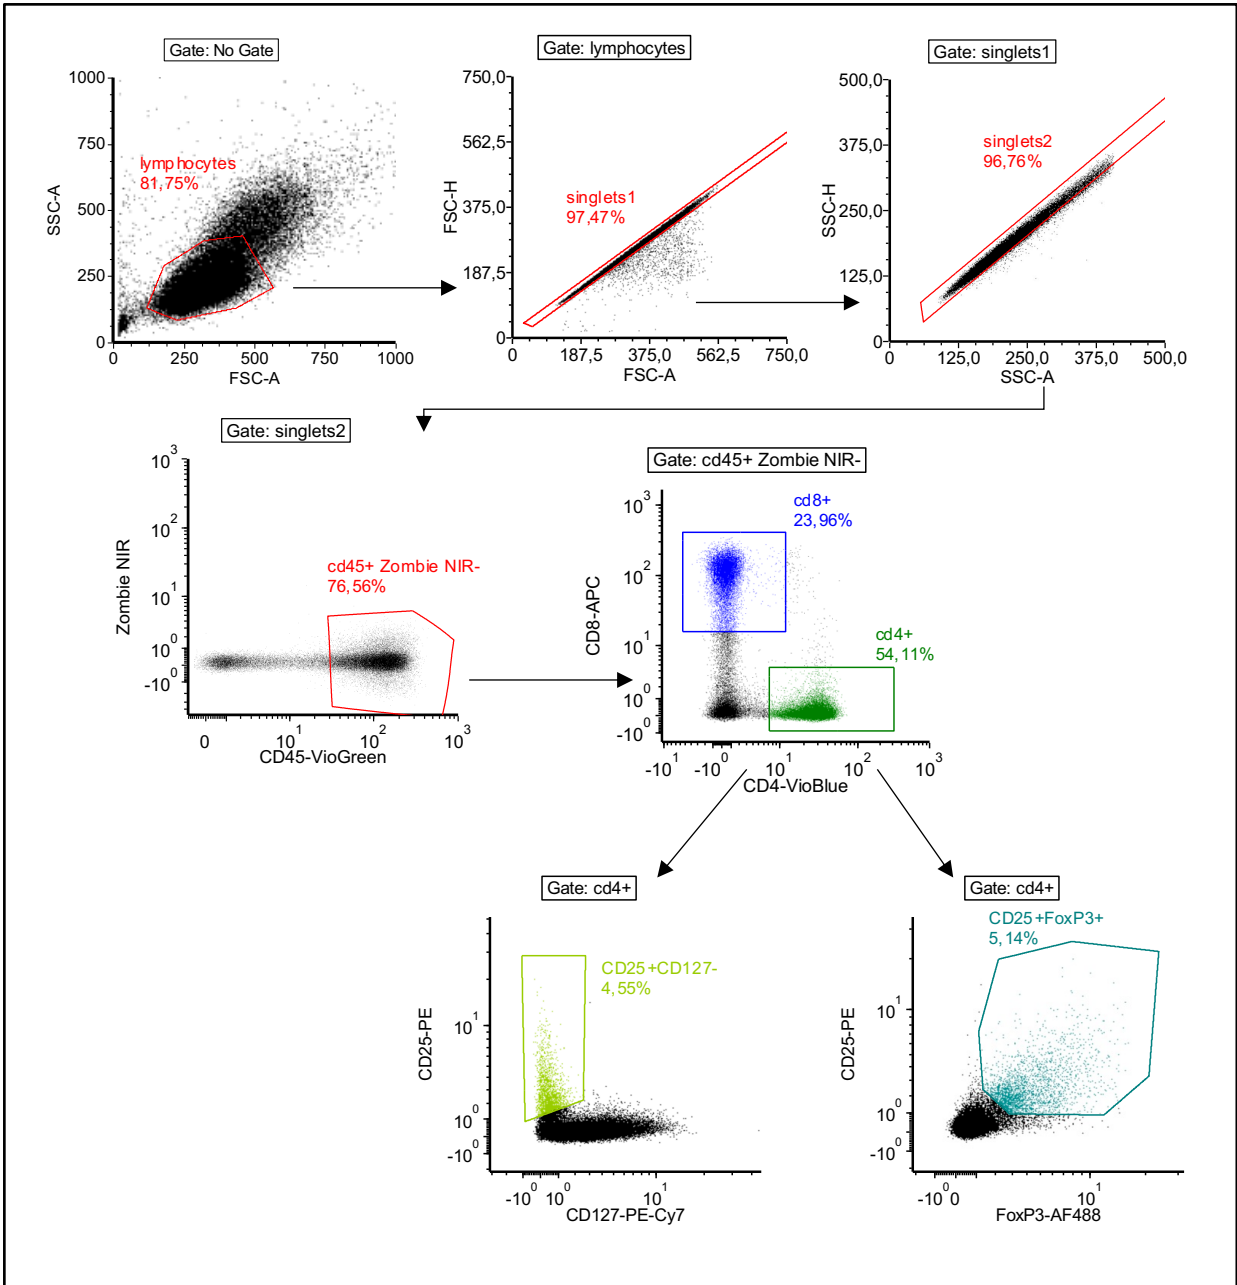 Gate: No Gate
1000
750
500
250
0
SSC-A
lymphocytes
81,75%
0 250 500 750 1000
FSC-A
Gate: lymphocytes
750,0
562,5
375,0
187,5
0
FSC-H
singlets1
97,47%
0 187,5 375,0 562,5 750,0
FSC-A
Gate: singlets1
500,0
375,0
250,0
125,0
0
SSC-H
singlets2
96,76%
0 125,0 250,0 375,0 500,0
SSC-A
Gate: singlets2
10^3
10^2
10^1
10^0
-10^0
Zombie NIR
cd45+ Zombie NIR-
76,56%
0 10^1 10^2 10^3
CD45-VioGreen
Gate: cd45+ Zombie NIR-
10^3
10^2
10^1
10^0
-10^0
CD8-APC
cd8+
23,96%
cd4+
54,11%
-10^1 -10^0 10^1 10^2 10^3
CD4-VioBlue
Gate: cd4+
10^1
10^0
-10^0
CD25-PE
CD25+CD127-
4,55%
-10^0 10^0 10^1
CD127-PE-Cy7
Gate: cd4+
CD25+FoxP3+
5,14%
10^1
10^0
-10^0
CD25-PE
-10^0 0 10^1
FoxP3-AF488